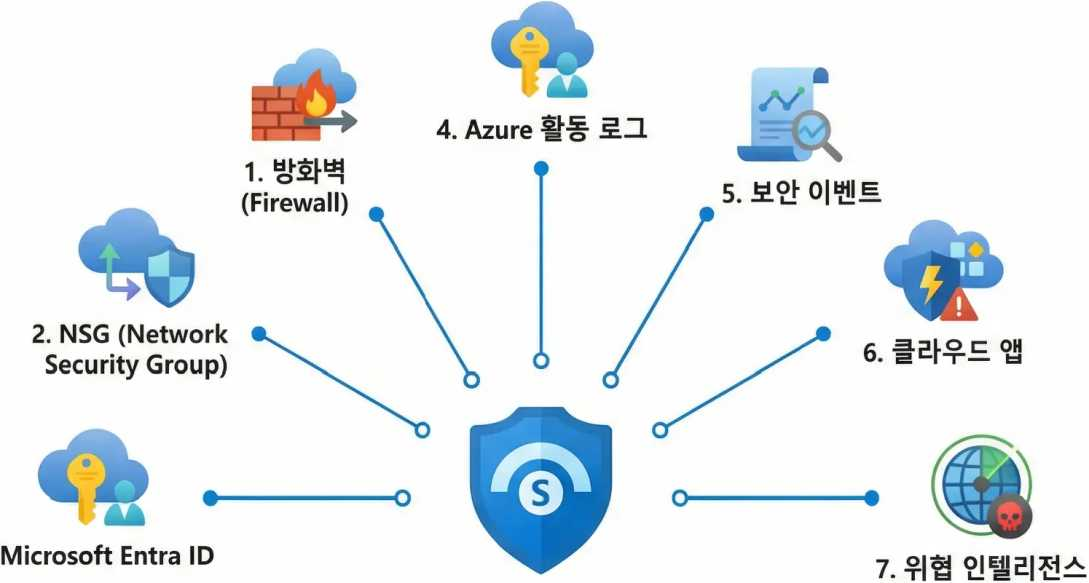 4. Azure 활동 로그
1. 방화벽
(Firewall)
5. 보안 이벤트
2. NSG (Network
Security Group)
6. 클라우드 앱
S
Microsoft Entra ID
7. 위협 인텔리전스